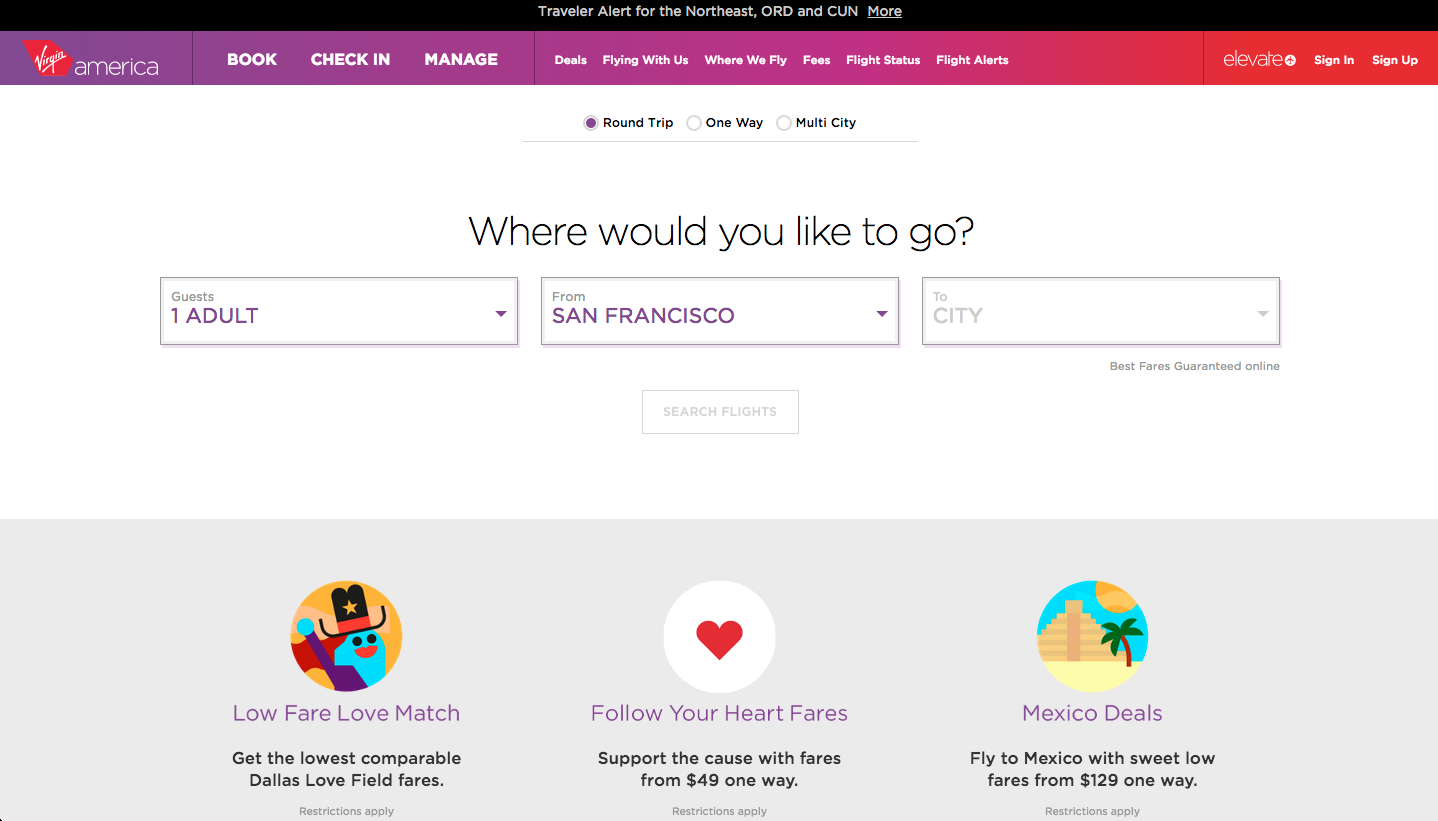 Traveler Alert for the Northeast, ORD and CUN More
Virgin america
BOOK CHECK IN MANAGE Deals Flying With Us Where We Fly Fees Flight Status Flight Alerts elevate Sign In Sign Up
Round Trip One Way Multi City
Where would you like to go?
Guests
1 ADULT
From
SAN FRANCISCO
To
CITY
Best Fares Guaranteed online
SEARCH FLIGHTS
Low Fare Love Match
Get the lowest comparable
Dallas Love Field fares.
Restrictions apply
Follow Your Heart Fares
Support the cause with fares
from $49 one way.
Restrictions apply
Mexico Deals
Fly to Mexico with sweet low
fares from $129 one way.
Restrictions apply